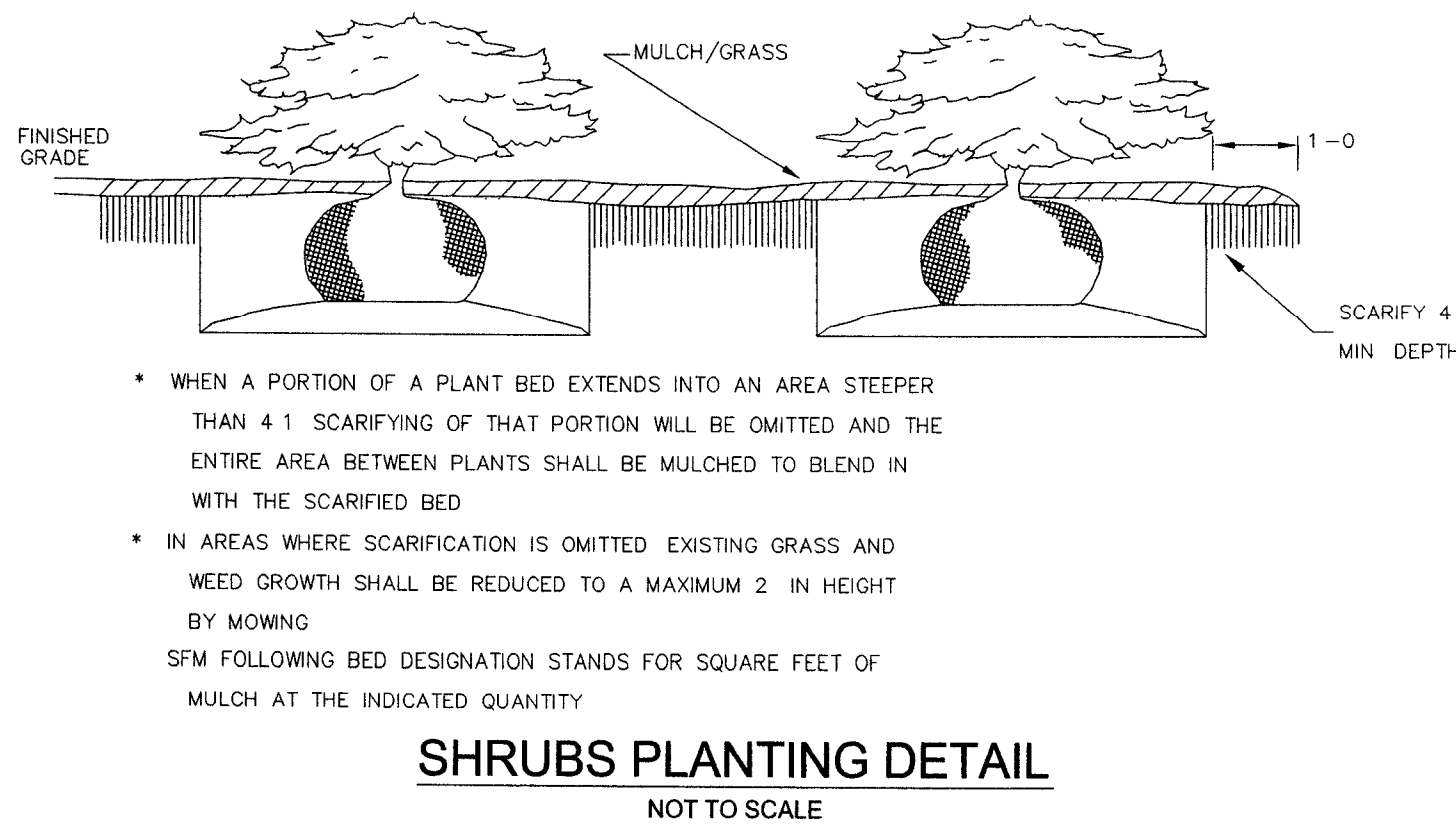 MULCH/GRASS
FINISHED
GRADE
1-0
SCARIFY 4
MIN DEPTH
* WHEN A PORTION OF A PLANT BED EXTENDS INTO AN AREA STEEPER
THAN 4 1 SCARIFYING OF THAT PORTION WILL BE OMITTED AND THE
ENTIRE AREA BETWEEN PLANTS SHALL BE MULCHED TO BLEND IN
WITH THE SCARIFIED BED
* IN AREAS WHERE SCARIFICATION IS OMITTED EXISTING GRASS AND
WEED GROWTH SHALL BE REDUCED TO A MAXIMUM 2 IN HEIGHT
BY MOWING
SFM FOLLOWING BED DESIGNATION STANDS FOR SQUARE FEET OF
MULCH AT THE INDICATED QUANTITY
SHRUBS PLANTING DETAIL
NOT TO SCALE